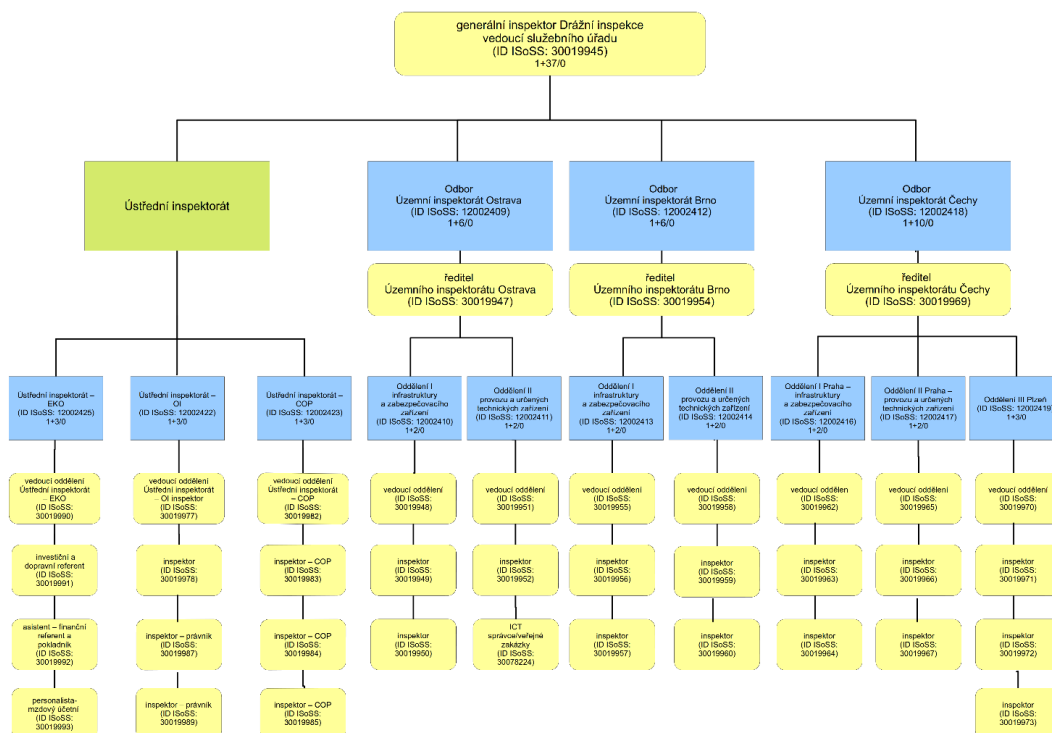 generální inspektor Drážní inspekce
vedoucí služebního úřadu
(ID ISoSS: 30019945)
1+37/0
Ústřední inspektorát
Odbor
Územní inspektorát Ostrava
(ID ISoSS: 12002409)
1+6/0
Odbor
Územní inspektorát Brno
(ID ISoSS: 12002412)
1+6/0
Odbor
Územní inspektorát Čechy
(ID ISoSS: 12002418)
1+10/0
ředitel
Územního inspektorátu Ostrava
(ID ISoSS: 30019947)
ředitel
Územního inspektorátu Brno
(ID ISoSS: 30019954)
ředitel
Územního inspektorátu Čechy
(ID ISoSS: 30019969)
Ústřední inspektorát –
EKO
(ID ISoSS: 12002425)
1+3/0
Ústřední inspektorát –
OI
(ID ISoSS: 12002422)
1+3/0
Ústřední inspektorát –
COP
(ID ISoSS: 12002423)
1+3/0
Oddělení I
infrastruktury
a zabezpečovacího
zařízení
(ID ISoSS: 12002410)
1+2/0
Oddělení II
provozu a určených
technických zařízení
(ID ISoSS: 12002411)
1+2/0
Oddělení I
infrastruktury
a zabezpečovacího
zařízení
(ID ISoSS: 12002413
1+2/0
Oddělení II
provozu a určených
technických zařízení
(ID ISoSS: 12002414
1+2/0
Oddělení I Praha –
infrastruktury
a zabezpečovacího
zařízení
(ID ISoSS: 12002416)
1+2/0
Oddělení II Praha –
provozu a určených
technických zařízení
(ID ISoSS: 12002417)
1+2/0
Oddělení III Plzeň
(ID ISoSS: 12002419)
1+3/0
vedoucí oddělení
Ústřední inspektorát
– EKO
(ID ISoSS:
30019990)
vedoucí oddělení
Ústřední inspektorát
– OI inspektor
(ID ISoSS:
30019977)
vedoucí oddělení
Ústřední inspektorát
– COP
(ID ISoSS:
30019982)
vedoucí oddělení
(ID ISoSS:
30019948)
vedoucí oddělení
(ID ISoSS:
30019951)
vedoucí oddělení
(ID ISoSS:
30019955)
vedoucí oddělení
(ID ISoSS:
30019958)
vedoucí oddělen
(ID ISoSS:
30019962)
vedoucí oddělení
(ID ISoSS:
30019965)
vedoucí oddělení
(ID ISoSS:
30019970)
investiční a
dopravní referent
(ID ISoSS:
30019991)
inspektor
(ID ISoSS:
30019978)
inspektor – COP
(ID ISoSS:
30019983)
inspektor
(ID ISoSS:
30019949)
inspektor
(ID ISoSS:
30019952)
inspektor
(ID ISoSS:
30019956)
inspektor
(ID ISoSS:
30019959)
inspektor
(ID ISoSS:
30019963)
inspektor
(ID ISoSS:
30019966)
inspektor
(ID ISoSS:
30019971)
asistent – finanční
referent a
pokladník
(ID ISoSS:
30019992)
inspektor – právník
(ID ISoSS:
30019987)
inspektor – COP
(ID ISoSS:
30019984)
inspektor
(ID ISoSS:
30019950)
ICT
správce/veřejné
zakázky
(ID ISoSS:
30078224)
inspektor
(ID ISoSS:
30019957)
inspektor
(ID ISoSS:
30019960)
inspektor
(ID ISoSS:
30019964)
inspektor
(ID ISoSS:
30019967)
inspektor
(ID ISoSS:
30019972)
personalista-
mzdový účetní
(ID ISoSS:
30019993)
inspektor – právník
(ID ISoSS:
30019989)
inspektor – COP
(ID ISoSS:
30019985)
inspektor
(ID ISoSS:
30019973)